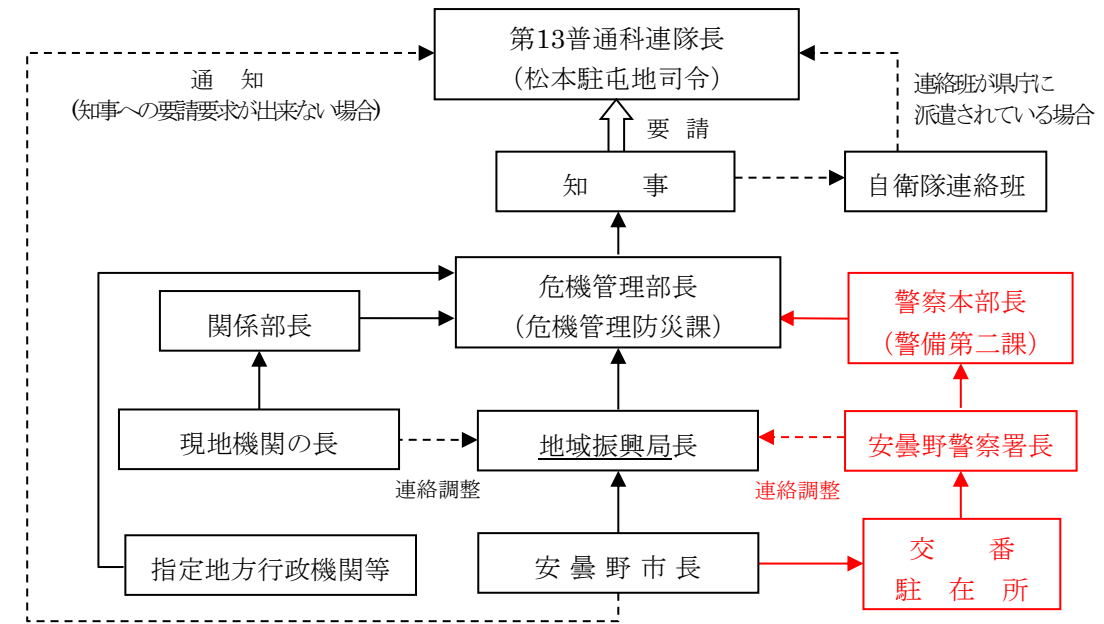 第13普通科連隊長
（松本駐屯地司令）
通　知
(知事への要請要求が出来ない場合)
連絡班が県庁に
派遣されている場合
要 請
知　　事
自衛隊連絡班
危機管理部長
（危機管理防災課）
警察本部長
（警備第二課）
関係部長
現地機関の長
地域振興局長
安曇野警察署長
連絡調整
連絡調整
指定地方行政機関等
安 曇 野 市 長
交　　番
駐　在　所